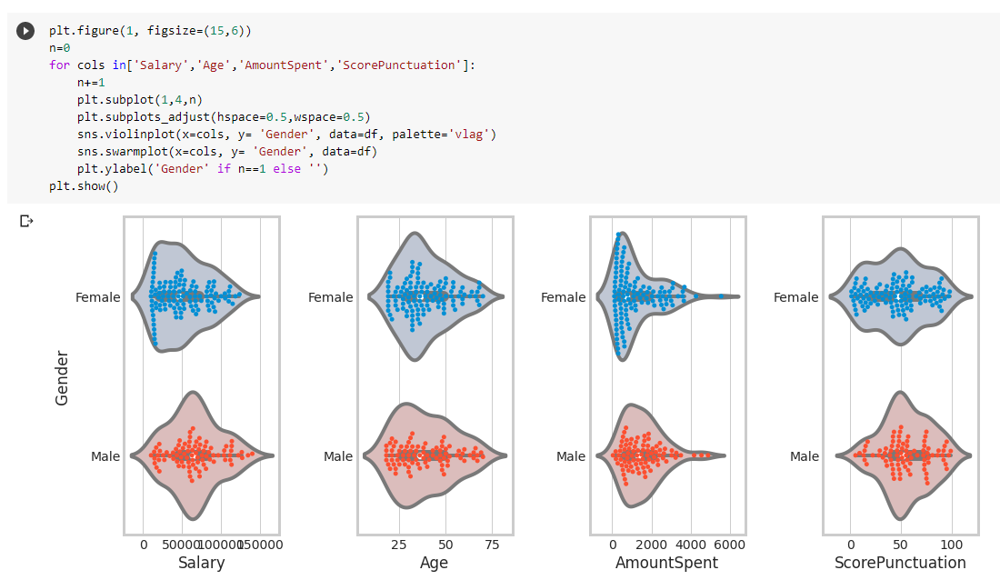 plt.figure(1, figsize=(15,6))
n=0
for cols in['Salary','Age','AmountSpent','ScorePunctuation']:
    n+=1
    plt.subplot(1,4,n)
    plt.subplots_adjust(hspace=0.5,wspace=0.5)
    sns.violinplot(x=cols, y= 'Gender', data=df, palette='vlag')
    sns.swarmplot(x=cols, y= 'Gender', data=df)
    plt.ylabel('Gender' if n==1 else '')
plt.show()
Gender
Female
Male
0 50000 100000 150000
Salary
Female
Male
25 50 75
Age
Female
Male
0 2000 4000 6000
AmountSpent
Female
Male
0 50 100
ScorePunctuation